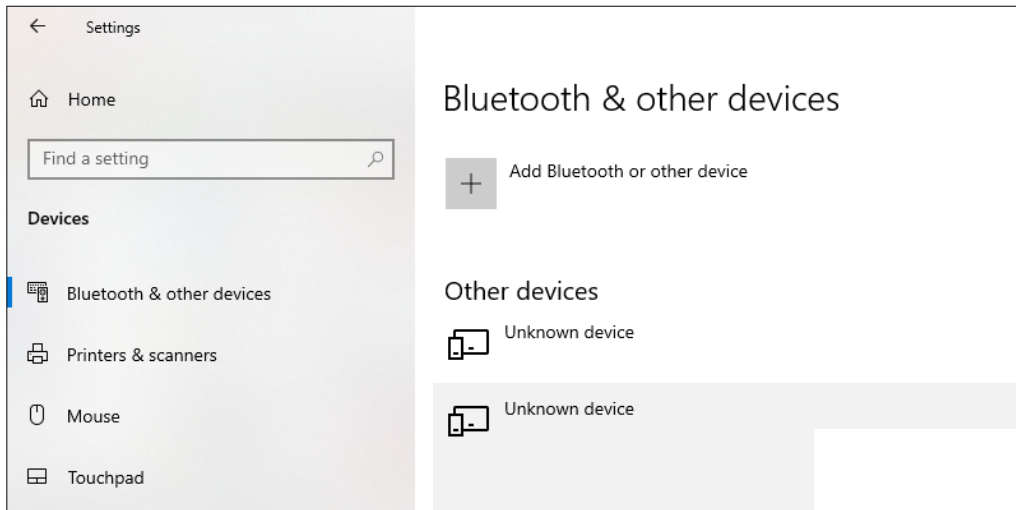 Settings
Home
Find a setting
Devices
Bluetooth & other devices
Printers & scanners
Mouse
Touchpad
Bluetooth & other devices
Add Bluetooth or other device
Other devices
Unknown device
Unknown device